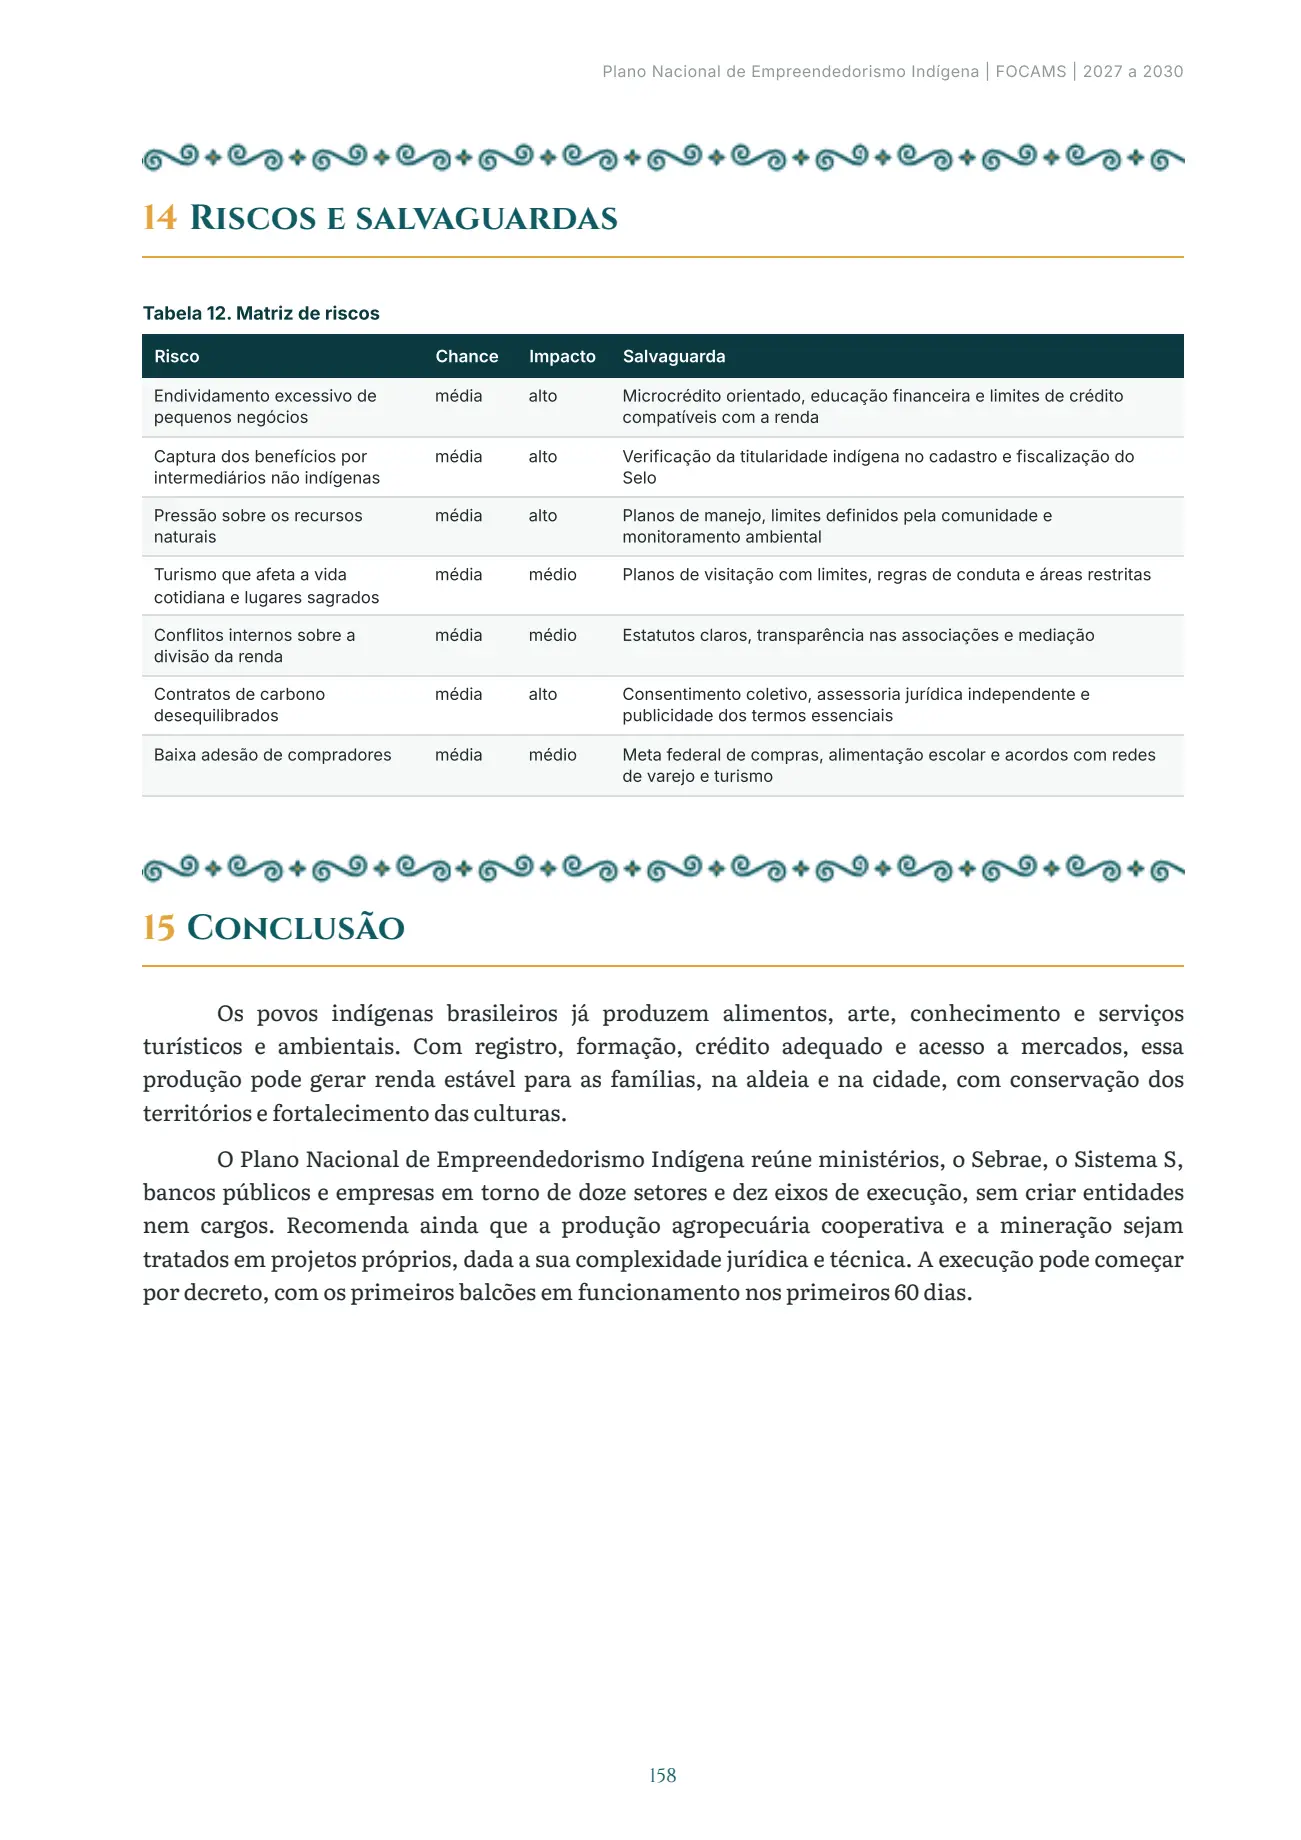 Plano Nacional de Empreendedorismo Indígena | FOCAMS | 2027 a 2030
14 Riscos e salvaguardas
Tabela 12. Matriz de riscos
Risco Chance Impacto Salvaguarda
Endividamento excessivo de média alto Microcrédito orientado, educação financeira e limites de crédito
pequenos negócios compatíveis com a renda
Captura dos benefícios por média alto Verificação da titularidade indígena no cadastro e fiscalização do
intermediários não indígenas Selo
Pressão sobre os recursos média alto Planos de manejo, limites definidos pela comunidade e
naturais monitoramento ambiental
Turismo que afeta a vida média médio Planos de visitação com limites, regras de conduta e áreas restritas
cotidiana e lugares sagrados
Conflitos internos sobre a média médio Estatutos claros, transparência nas associações e mediação
divisão da renda
Contratos de carbono média alto Consentimento coletivo, assessoria jurídica independente e
desequilibrados publicidade dos termos essenciais
Baixa adesão de compradores média médio Meta federal de compras, alimentação escolar e acordos com redes
de varejo e turismo
15 Conclusão
Os povos indígenas brasileiros já produzem alimentos, arte, conhecimento e serviços
turísticos e ambientais. Com registro, formação, crédito adequado e acesso a mercados, essa
produção pode gerar renda estável para as famílias, na aldeia e na cidade, com conservação dos
territórios e fortalecimento das culturas.
O Plano Nacional de Empreendedorismo Indígena reúne ministérios, o Sebrae, o Sistema S,
bancos públicos e empresas em torno de doze setores e dez eixos de execução, sem criar entidades
nem cargos. Recomenda ainda que a produção agropecuária cooperativa e a mineração sejam
tratados em projetos próprios, dada a sua complexidade jurídica e técnica. A execução pode começar
por decreto, com os primeiros balcões em funcionamento nos primeiros 60 dias.
158